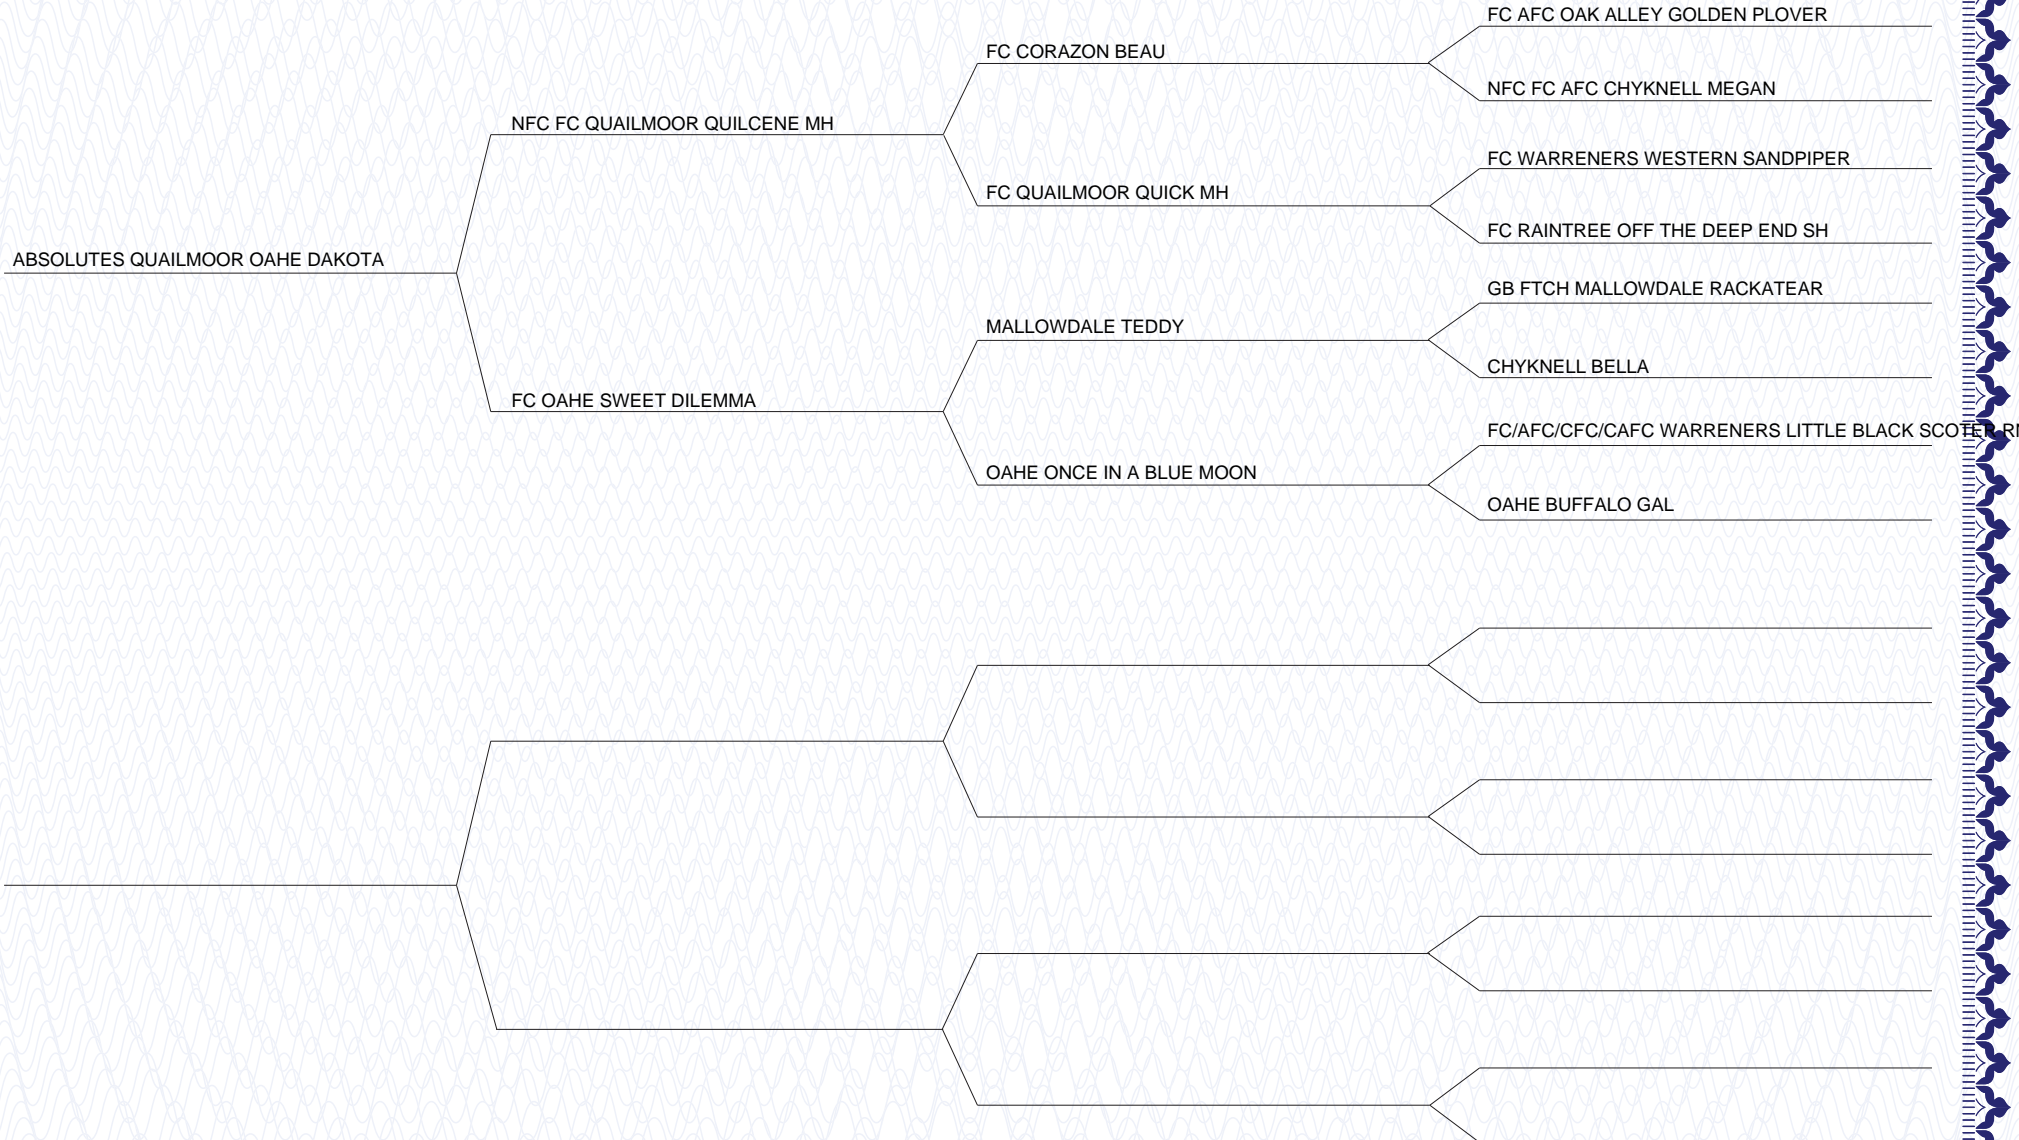 FC AFC OAK ALLEY GOLDEN PLOVER
FC CORAZON BEAU
NFC FC AFC CHYKNELL MEGAN
NFC FC QUAILMOOR QUILCENE MH
FC WARRENERS WESTERN SANDPIPER
FC QUAILMOOR QUICK MH
FC RAINTREE OFF THE DEEP END SH
ABSOLUTES QUAILMOOR OAHE DAKOTA
GB FTCH MALLOWDALE RACKATEAR
MALLOWDALE TEDDY
CHYKNELL BELLA
FC OAHE SWEET DILEMMA
FC/AFC/CFC/CAFC WARRENERS LITTLE BLACK SCOTER
OAHE ONCE IN A BLUE MOON
OAHE BUFFALO GAL